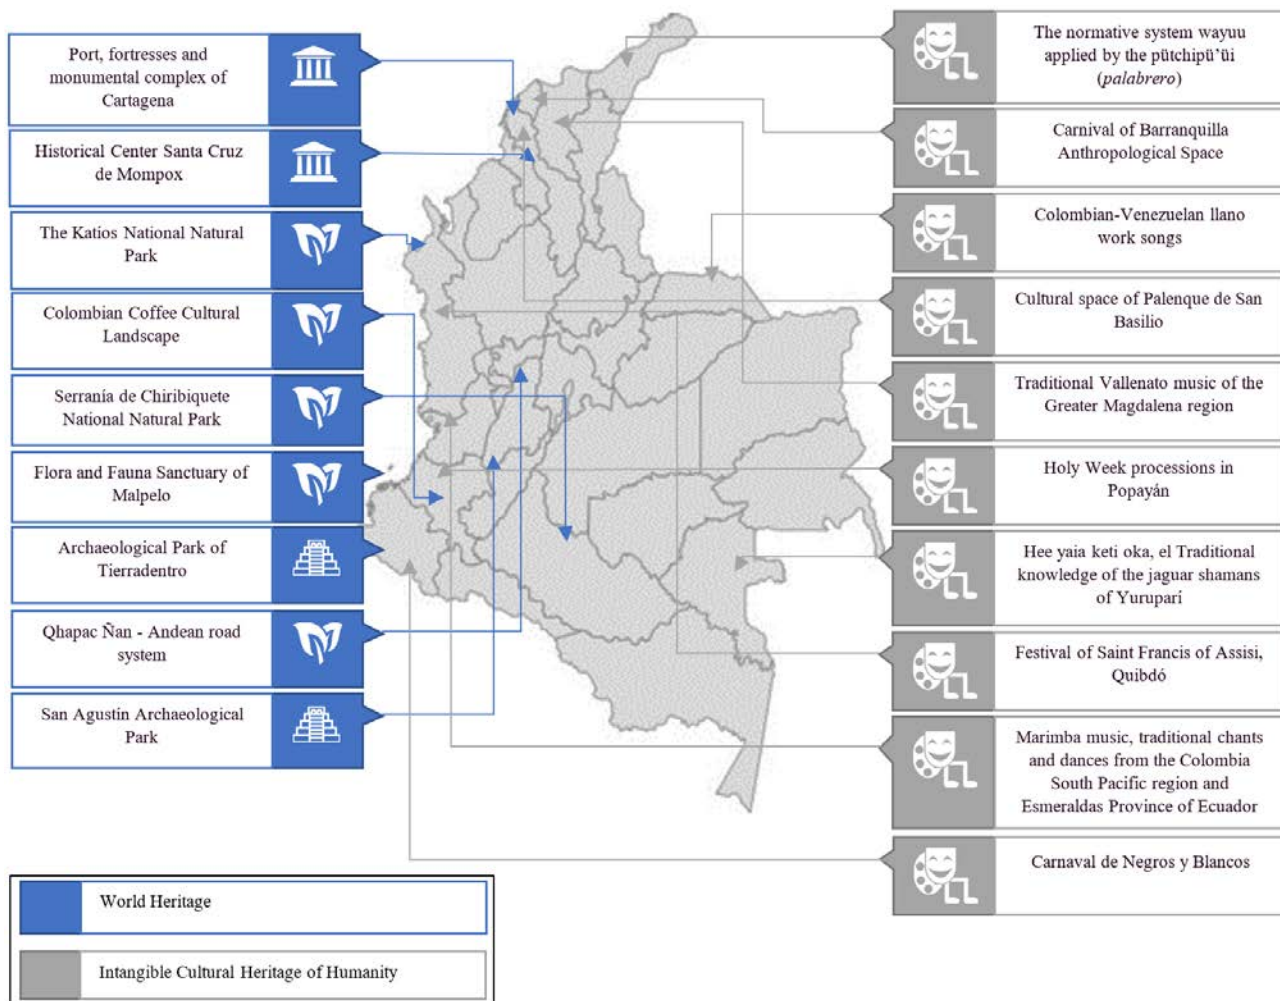 Port, fortresses and
monumental complex of
Cartagena
Historical Center Santa Cruz
de Mompox
The Katios National Natural
Park
Colombian Coffee Cultural
Landscape
Serranía de Chiribiquete
National Natural Park
Flora and Fauna Sanctuary of
Malpelo
Archaeological Park of
Tierradentro
Qhapac Ñan - Andean road
system
San Agustín Archaeological
Park
The normative system wayuu
applied by the pütchipü’üi
(palabrero)
Carnival of Barranquilla
Anthropological Space
Colombian-Venezuelan llano
work songs
Cultural space of Palenque de San
Basilio
Traditional Vallenato music of the
Greater Magdalena region
Holy Week processions in
Popayán
Hee yaia keti oka, el Traditional
knowledge of the jaguar shamans
of Yuruparí
Festival of Saint Francis of Assisi,
Quibdó
Marimba music, traditional chants
and dances from the Colombia
South Pacific region and
Esmeraldas Province of Ecuador
Carnaval de Negros y Blancos
World Heritage
Intangible Cultural Heritage of Humanity